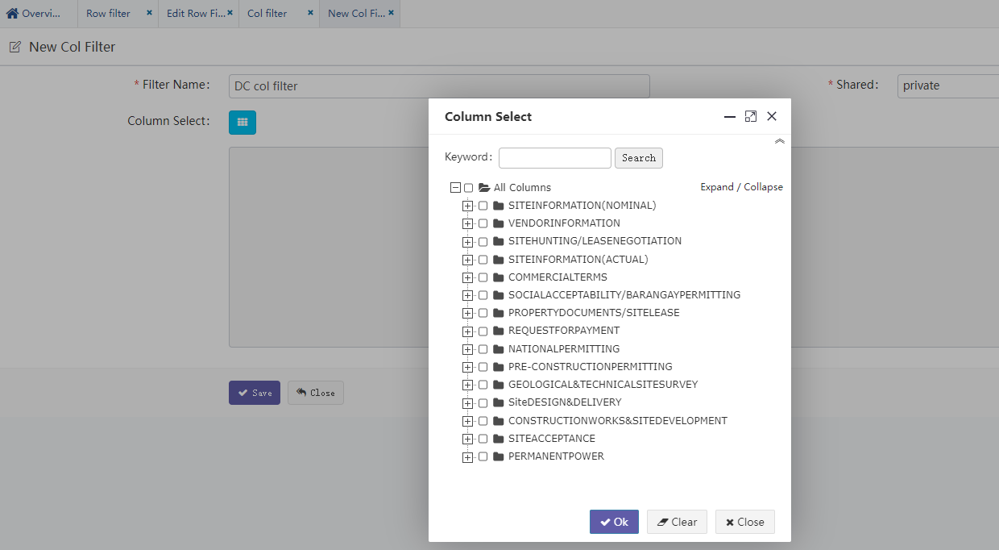 Overvi...
Row filter
Edit Row Fi...
Col filter
New Col Fi...
New Col Filter
* Filter Name:
DC col filter
* Shared:
private
Column Select:
Column Select
Keyword:
Search
All Columns
Expand / Collapse
SITEINFORMATION(NOMINAL)
VENDORINFORMATION
SITEHUNTING/LEASENEGOTIATION
SITEINFORMATION(ACTUAL)
COMMERCIALTERMS
SOCIALACCEPTABILITY/BARANGAYPERMITTING
PROPERTYDOCUMENTS/SITELEASE
REQUESTFORPAYMENT
NATIONALPERMITTING
PRE-CONSTRUCTIONPERMITTING
GEOLOGICAL&TECHNICALSITESURVEY
SiteDESIGN&DELIVERY
CONSTRUCTIONWORKS&SITEDEVELOPMENT
SITEACCEPTANCE
PERMANENTPOWER
Save
Close
Ok
Clear
Close